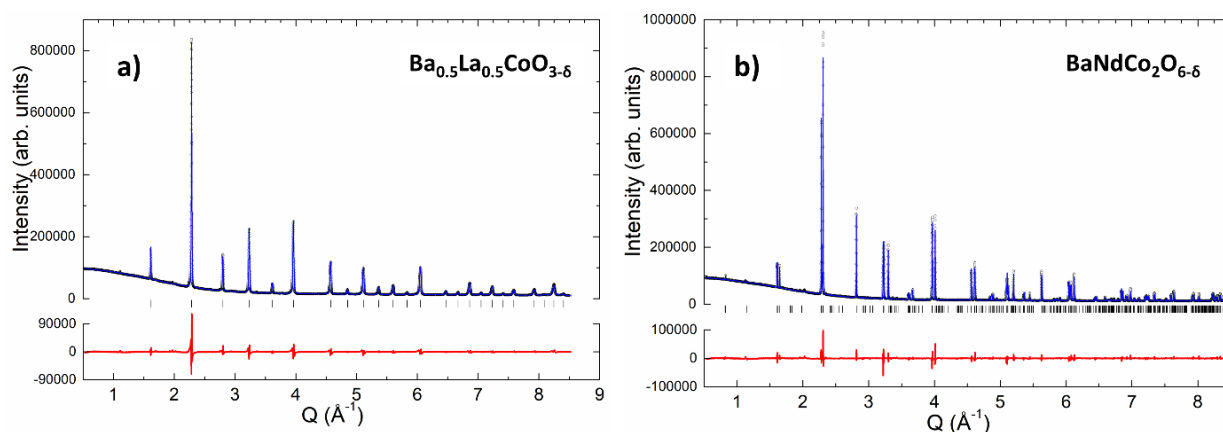 a)
Ba0.5La0.5CoO3-δ
Intensity (arb. units)
800000
600000
400000
200000
0
90000
0
-90000
1 2 3 4 5 6 7 8 9
Q (Å-1)
b)
BaNdCo2O6-δ
Intensity (arb. units)
1000000
800000
600000
400000
200000
0
100000
0
-100000
1 2 3 4 5 6 7 8
Q (Å-1)